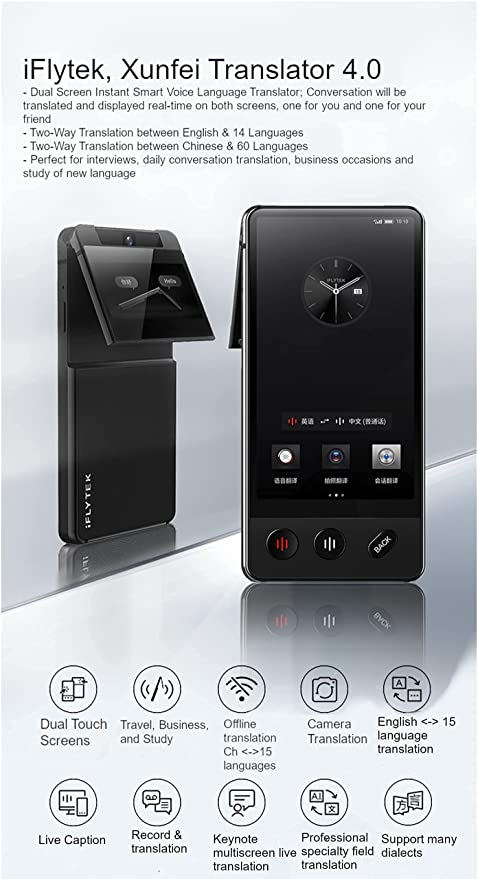 iFlytek, Xunfei Translator 4.0
- Dual Screen Instant Smart Voice Language Translator; Conversation will be
translated and displayed real-time on both screens, one for you and one for your
friend
- Two-Way Translation between English & 14 Languages
- Two-Way Translation between Chinese & 60 Languages
- Perfect for interviews, daily conversation translation, business occasions and
study of new language
10:10
iFLYTEK
你好
Hello
英语
中文 (普通话)
语音翻译
拍照翻译
会话翻译
BACK
iFLYTEK
Dual Touch
Screens
Travel, Business,
and Study
Offline
translation
Ch <->15
languages
Camera
Translation
English <-> 15
language
translation
Live Caption
Record &
translation
Keynote
multiscreen live
translation
Professional
specialty field
translation
Support many
dialects